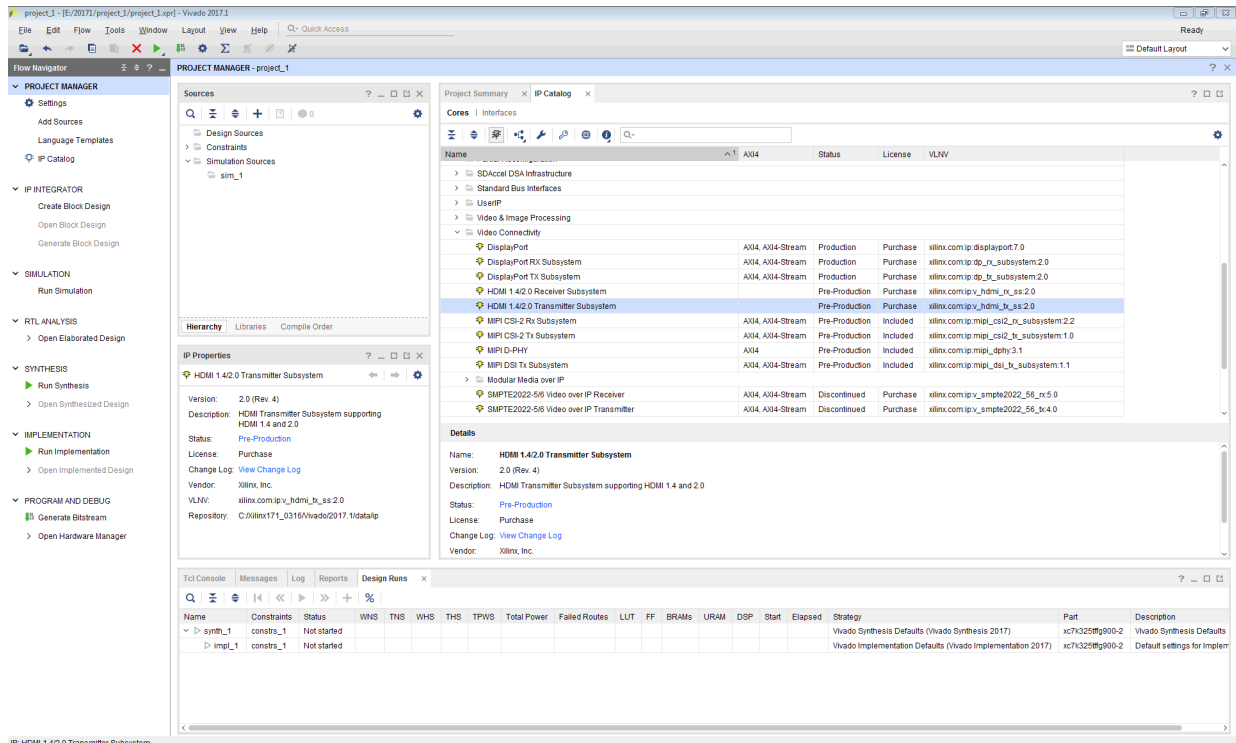 project_1 - [E:/20171/project_1/project_1.xpr] - Vivado 2017.1
File Edit Flow Tools Window Layout View Help Quick Access
Ready
Default Layout
Flow Navigator
PROJECT MANAGER - project_1
PROJECT MANAGER
Settings
Add Sources
Language Templates
IP Catalog
IP INTEGRATOR
Create Block Design
Open Block Design
Generate Block Design
SIMULATION
Run Simulation
RTL ANALYSIS
Open Elaborated Design
SYNTHESIS
Run Synthesis
Open Synthesized Design
IMPLEMENTATION
Run Implementation
Open Implemented Design
PROGRAM AND DEBUG
Generate Bitstream
Open Hardware Manager
Sources
0
Design Sources
Constraints
Simulation Sources
sim_1
Hierarchy Libraries Compile Order
IP Properties
HDMI 1.4/2.0 Transmitter Subsystem
Version: 2.0 (Rev. 4)
Description: HDMI Transmitter Subsystem supporting
HDMI 1.4 and 2.0
Status: Pre-Production
License: Purchase
Change Log: View Change Log
Vendor: Xilinx, Inc.
VLNV: xilinx.com:ip:v_hdmi_tx_ss:2.0
Repository: C:/Xilinx171_0316/Vivado/2017.1/data/ip
Project Summary IP Catalog
Cores Interfaces
Name 1 AXI4 Status License VLNV
Partial Reconfiguration
SDAccel DSA Infrastructure
Standard Bus Interfaces
UserIP
Video & Image Processing
Video Connectivity
DisplayPort AXI4, AXI4-Stream Production Purchase xilinx.com:ip:displayport:7.0
DisplayPort RX Subsystem AXI4, AXI4-Stream Production Purchase xilinx.com:ip:dp_rx_subsystem:2.0
DisplayPort TX Subsystem AXI4, AXI4-Stream Production Purchase xilinx.com:ip:dp_tx_subsystem:2.0
HDMI 1.4/2.0 Receiver Subsystem Pre-Production Purchase xilinx.com:ip:v_hdmi_rx_ss:2.0
HDMI 1.4/2.0 Transmitter Subsystem Pre-Production Purchase xilinx.com:ip:v_hdmi_tx_ss:2.0
MIPI CSI-2 Rx Subsystem AXI4, AXI4-Stream Pre-Production Included xilinx.com:ip:mipi_csi2_rx_subsystem:2.2
MIPI CSI-2 Tx Subsystem AXI4, AXI4-Stream Pre-Production Included xilinx.com:ip:mipi_csi2_tx_subsystem:1.0
MIPI D-PHY AXI4 Pre-Production Included xilinx.com:ip:mipi_dphy:3.1
MIPI DSI Tx Subsystem AXI4, AXI4-Stream Pre-Production Included xilinx.com:ip:mipi_dsi_tx_subsystem:1.1
Modular Media over IP
SMPTE2022-5/6 Video over IP Receiver AXI4, AXI4-Stream Discontinued Purchase xilinx.com:ip:v_smpte2022_56_rx:5.0
SMPTE2022-5/6 Video over IP Transmitter AXI4, AXI4-Stream Discontinued Purchase xilinx.com:ip:v_smpte2022_56_tx:4.0
Details
Name: HDMI 1.4/2.0 Transmitter Subsystem
Version: 2.0 (Rev. 4)
Description: HDMI Transmitter Subsystem supporting HDMI 1.4 and 2.0
Status: Pre-Production
License: Purchase
Change Log: View Change Log
Vendor: Xilinx, Inc.
Tcl Console Messages Log Reports Design Runs
Name Constraints Status WNS TNS WHS THS TPWS Total Power Failed Routes LUT FF BRAMs URAM DSP Start Elapsed Strategy Part Description
synth_1 constrs_1 Not started Vivado Synthesis Defaults (Vivado Synthesis 2017) xc7k325tffg900-2 Vivado Synthesis Defaults
impl_1 constrs_1 Not started Vivado Implementation Defaults (Vivado Implementation 2017) xc7k325tffg900-2 Default settings for Implem
IP: HDMI 1.4/2.0 Transmitter Subsystem